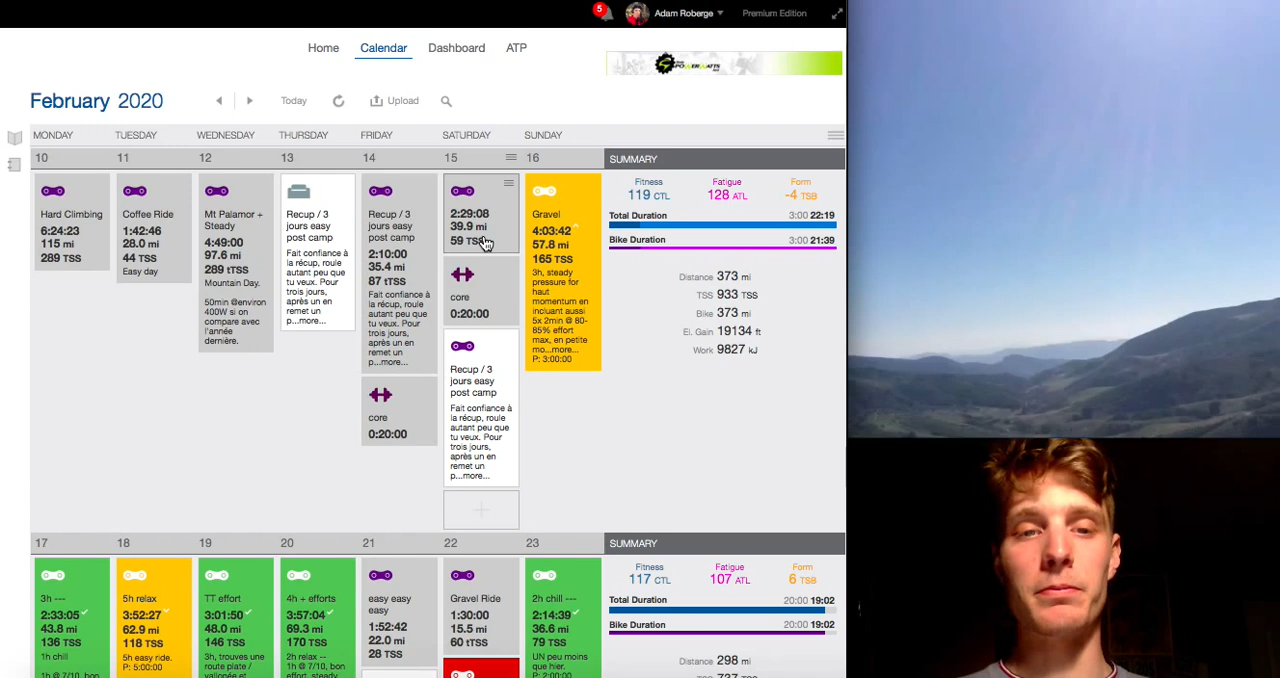 5
Adam Roberge
Premium Edition
Home
Calendar
Dashboard
ATP
POWERWATTS
February 2020
Today
Upload
MONDAY
TUESDAY
WEDNESDAY
THURSDAY
FRIDAY
SATURDAY
SUNDAY
10
11
12
13
14
15
16
SUMMARY
Hard Climbing
6:24:23
115 mi
289 TSS
Coffee Ride
1:42:46
28.0 mi
44 TSS
Easy day
Mt Palamor +
Steady
4:49:00
97.6 mi
289 tTSS
Mountain Day.
50min @environ
400W si on
compare avec
l'année
dernière.
Recup / 3
jours easy
post camp
Fait confiance à
la récup, roule
autant peu que
tu veux. Pour
trois jours,
après un en
remet un
p...more...
Recup / 3
jours easy
post camp
2:10:00
35.4 mi
87 tTSS
Fait confiance à
la récup, roule
autant peu que
tu veux. Pour
trois jours,
après un en
remet un
p...more...
core
0:20:00
2:29:08
39.9 mi
59 TSS
core
0:20:00
Recup / 3
jours easy
post camp
Fait confiance à
la récup, roule
autant peu que
tu veux. Pour
trois jours,
après un en
remet un
p...more...
Gravel
4:03:42
57.8 mi
165 TSS
3h, steady
pressure for
haut
momentum en
incluant aussi
5x 2min @ 80-
85% effort
max, en petite
mo...more...
P: 3:00:00
Fitness
119 CTL
Fatigue
128 ATL
Form
-4 TSB
Total Duration 3:00 22:19
Bike Duration 3:00 21:39
Distance 373 mi
TSS 933 TSS
Bike 373 mi
El. Gain 19134 ft
Work 9827 kJ
17
18
19
20
21
22
23
SUMMARY
3h ---
2:33:05
43.8 mi
136 TSS
1h chill
1h @ 7/10, bon
5h relax
3:52:27
62.9 mi
118 TSS
5h easy ride.
P: 5:00:00
TT effort
3:01:50
48.0 mi
146 TSS
3h, trouves une
route plate /
vallonée et
4h + efforts
3:57:04
69.3 mi
170 TSS
2h relax --
1h @ 7/10, bon
effort, steady
easy easy
easy
1:52:42
22.0 mi
28 TSS
Gravel Ride
1:30:00
15.5 mi
60 tTSS
2h chill ---
2:14:39
36.6 mi
79 TSS
UN peu moins
que hier.
P: 2:00:00
Fitness
117 CTL
Fatigue
107 ATL
Form
6 TSB
Total Duration 20:00 19:02
Bike Duration 20:00 19:02
Distance 298 mi
TSS 737 TSS